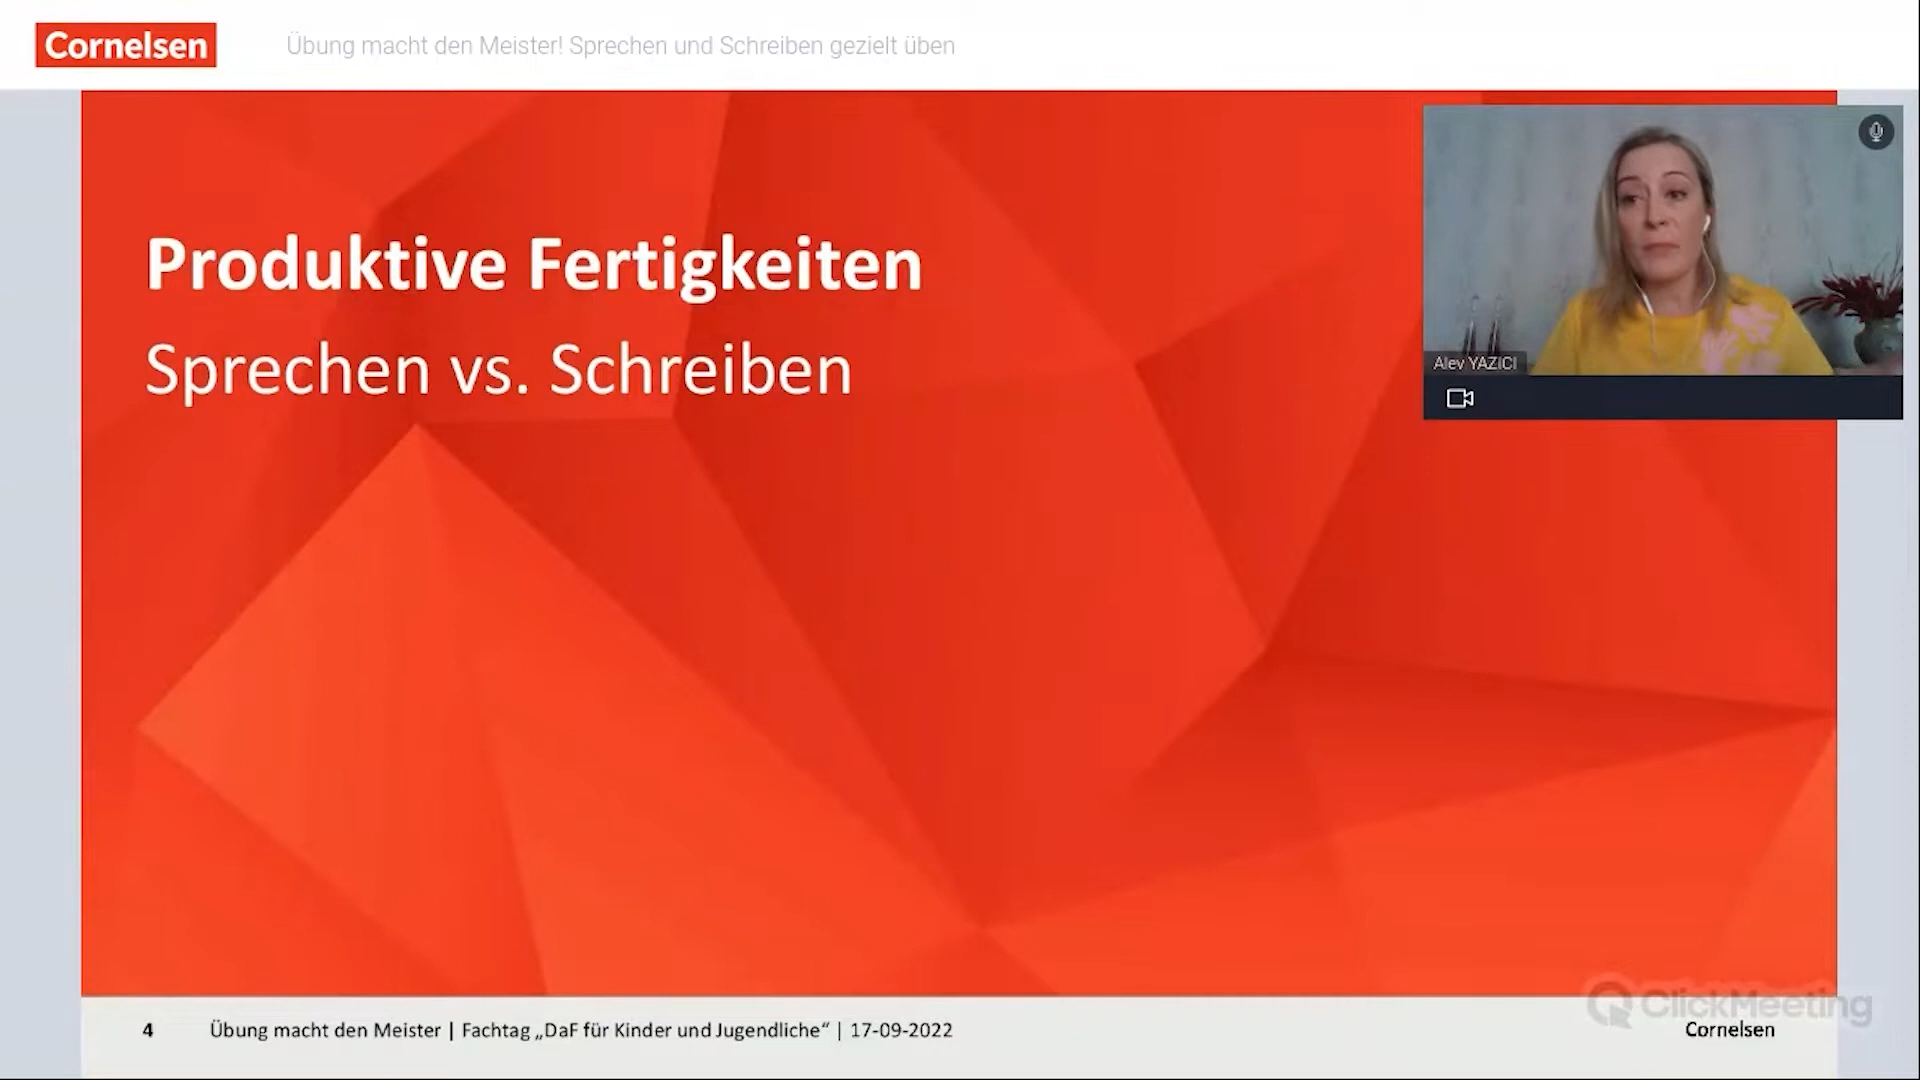 Cornelsen
Übung macht den Meister! Sprechen und Schreiben gezielt üben
Produktive Fertigkeiten
Sprechen vs. Schreiben
Alev YAZICI
ClickMeeting
4 Übung macht den Meister | Fachtag „DaF für Kinder und Jugendliche“ | 17-09-2022 Cornelsen